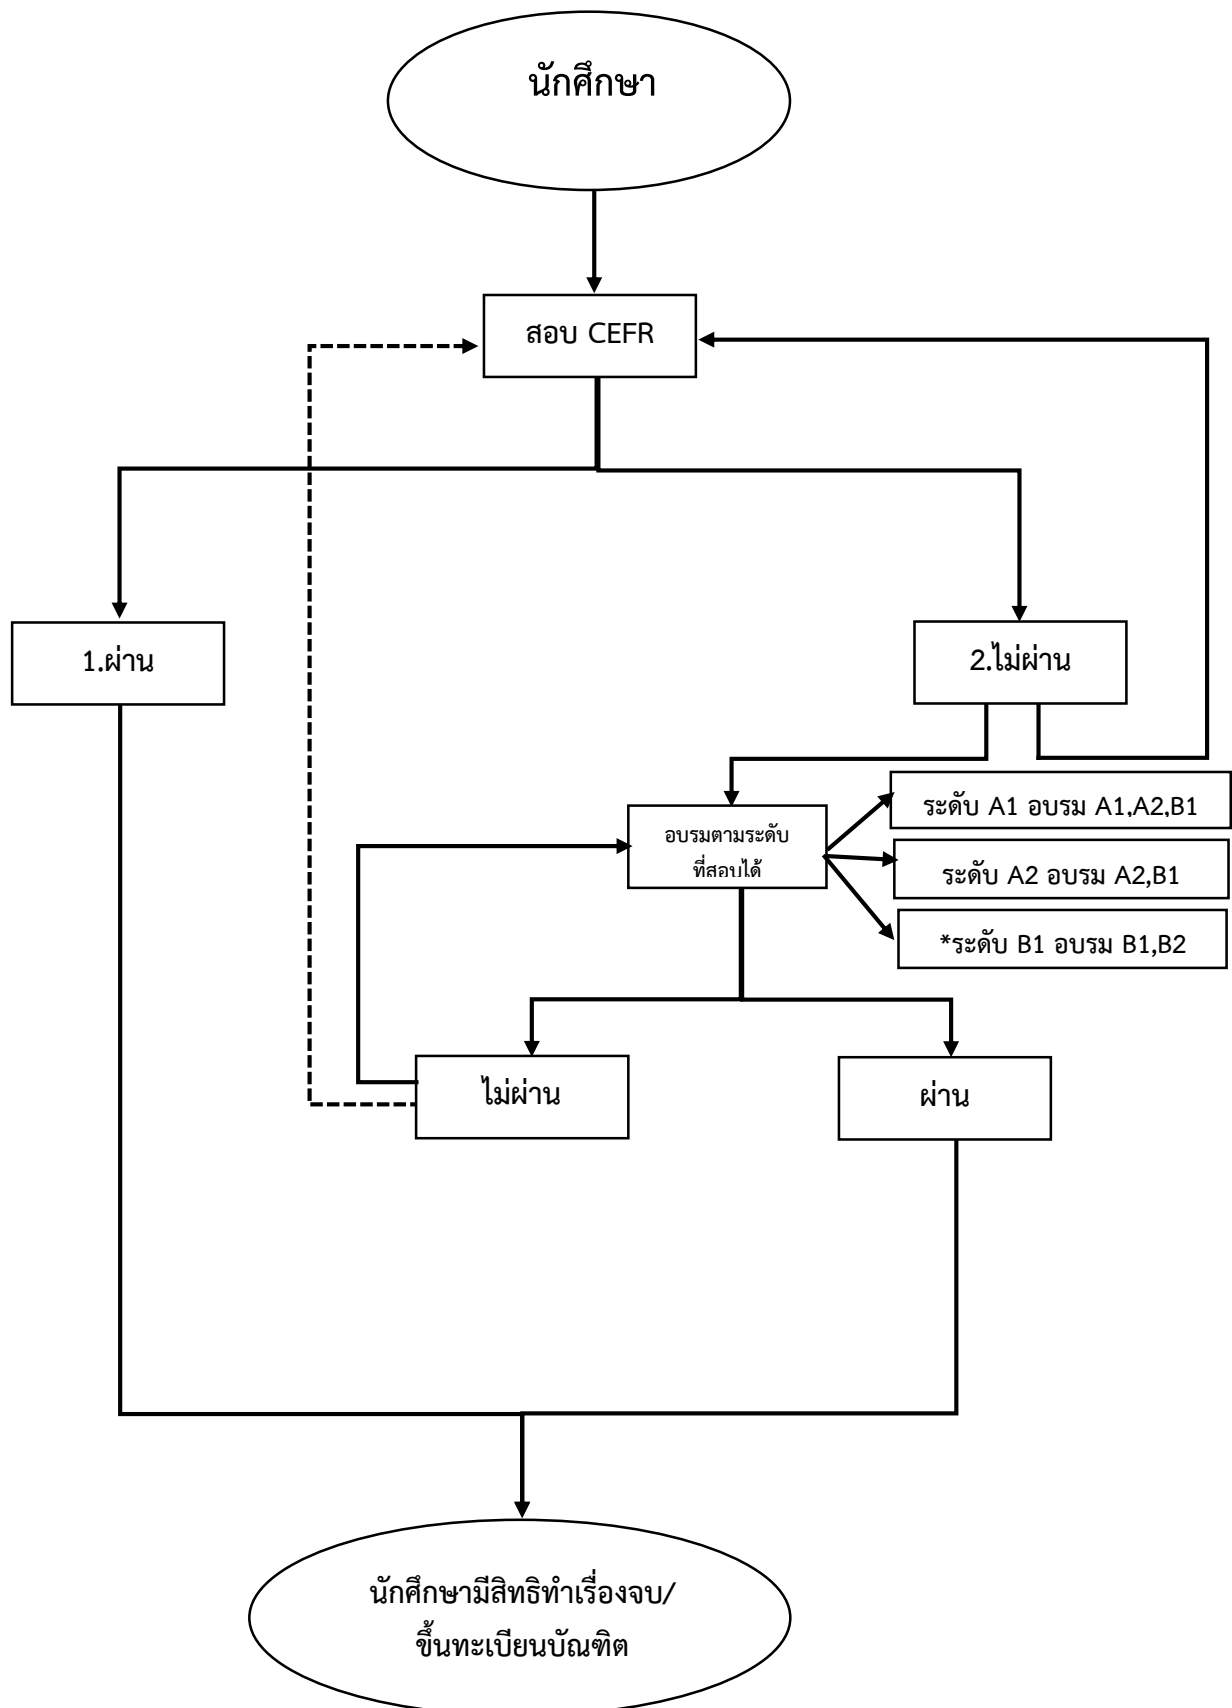 นักศึกษา
สอบ CEFR
1.ผ่าน
2.ไม่ผ่าน
อบรมตามระดับ
ที่สอบได้
ระดับ A1 อบรม A1,A2,B1
ระดับ A2 อบรม A2,B1
*ระดับ B1 อบรม B1,B2
ไม่ผ่าน
ผ่าน
นักศึกษามีสิทธิทำเรื่องจบ/
ขึ้นทะเบียนบัณฑิต